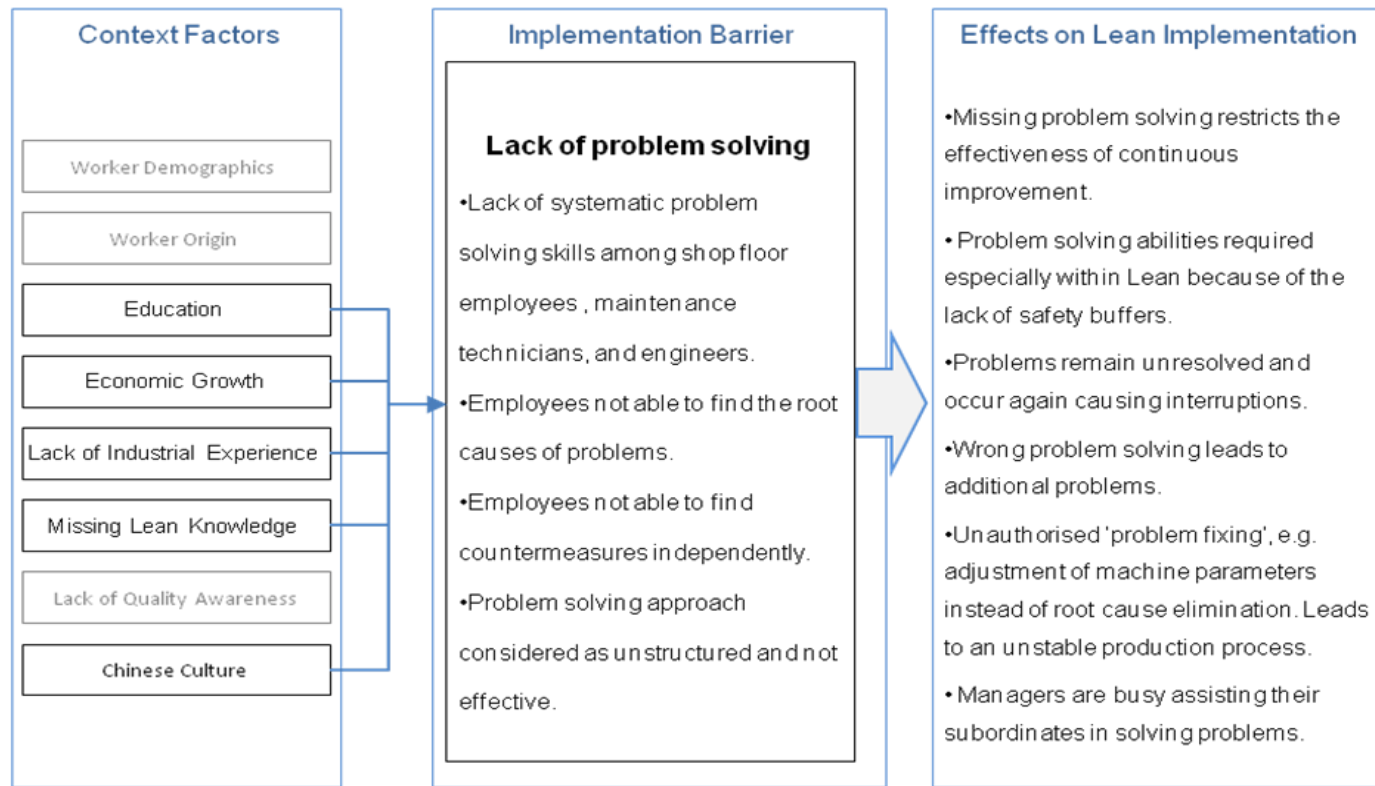 Context Factors
Worker Demographics
Worker Origin
Education
Economic Growth
Lack of Industrial Experience
Missing Lean Knowledge
Lack of Quality Awareness
Chinese Culture
Implementation Barrier
Lack of problem solving
•Lack of systematic problem
solving skills among shop floor
employees , maintenance
technicians, and engineers.
•Employees not able to find the root
causes of problems.
•Employees not able to find
countermeasures in dependently.
•Problem solving approach
considered as unstructured and not
effective.
Effects on Lean Implementation
•Missing problem solving restricts the
effectiveness of continuous
improvement.
• Problem solving abilities required
especially within Lean because of the
lack of safety buffers.
•Problems remain unresolved and
occur again causing interruptions.
•Wrong problem solving leads to
additional problems.
•Unauthorised 'problem fixing', e.g.
adjustment of machine parameters
instead of root cause elimination. Leads
to an unstable production process.
• Managers are busy assisting their
subordinates in solving problems.